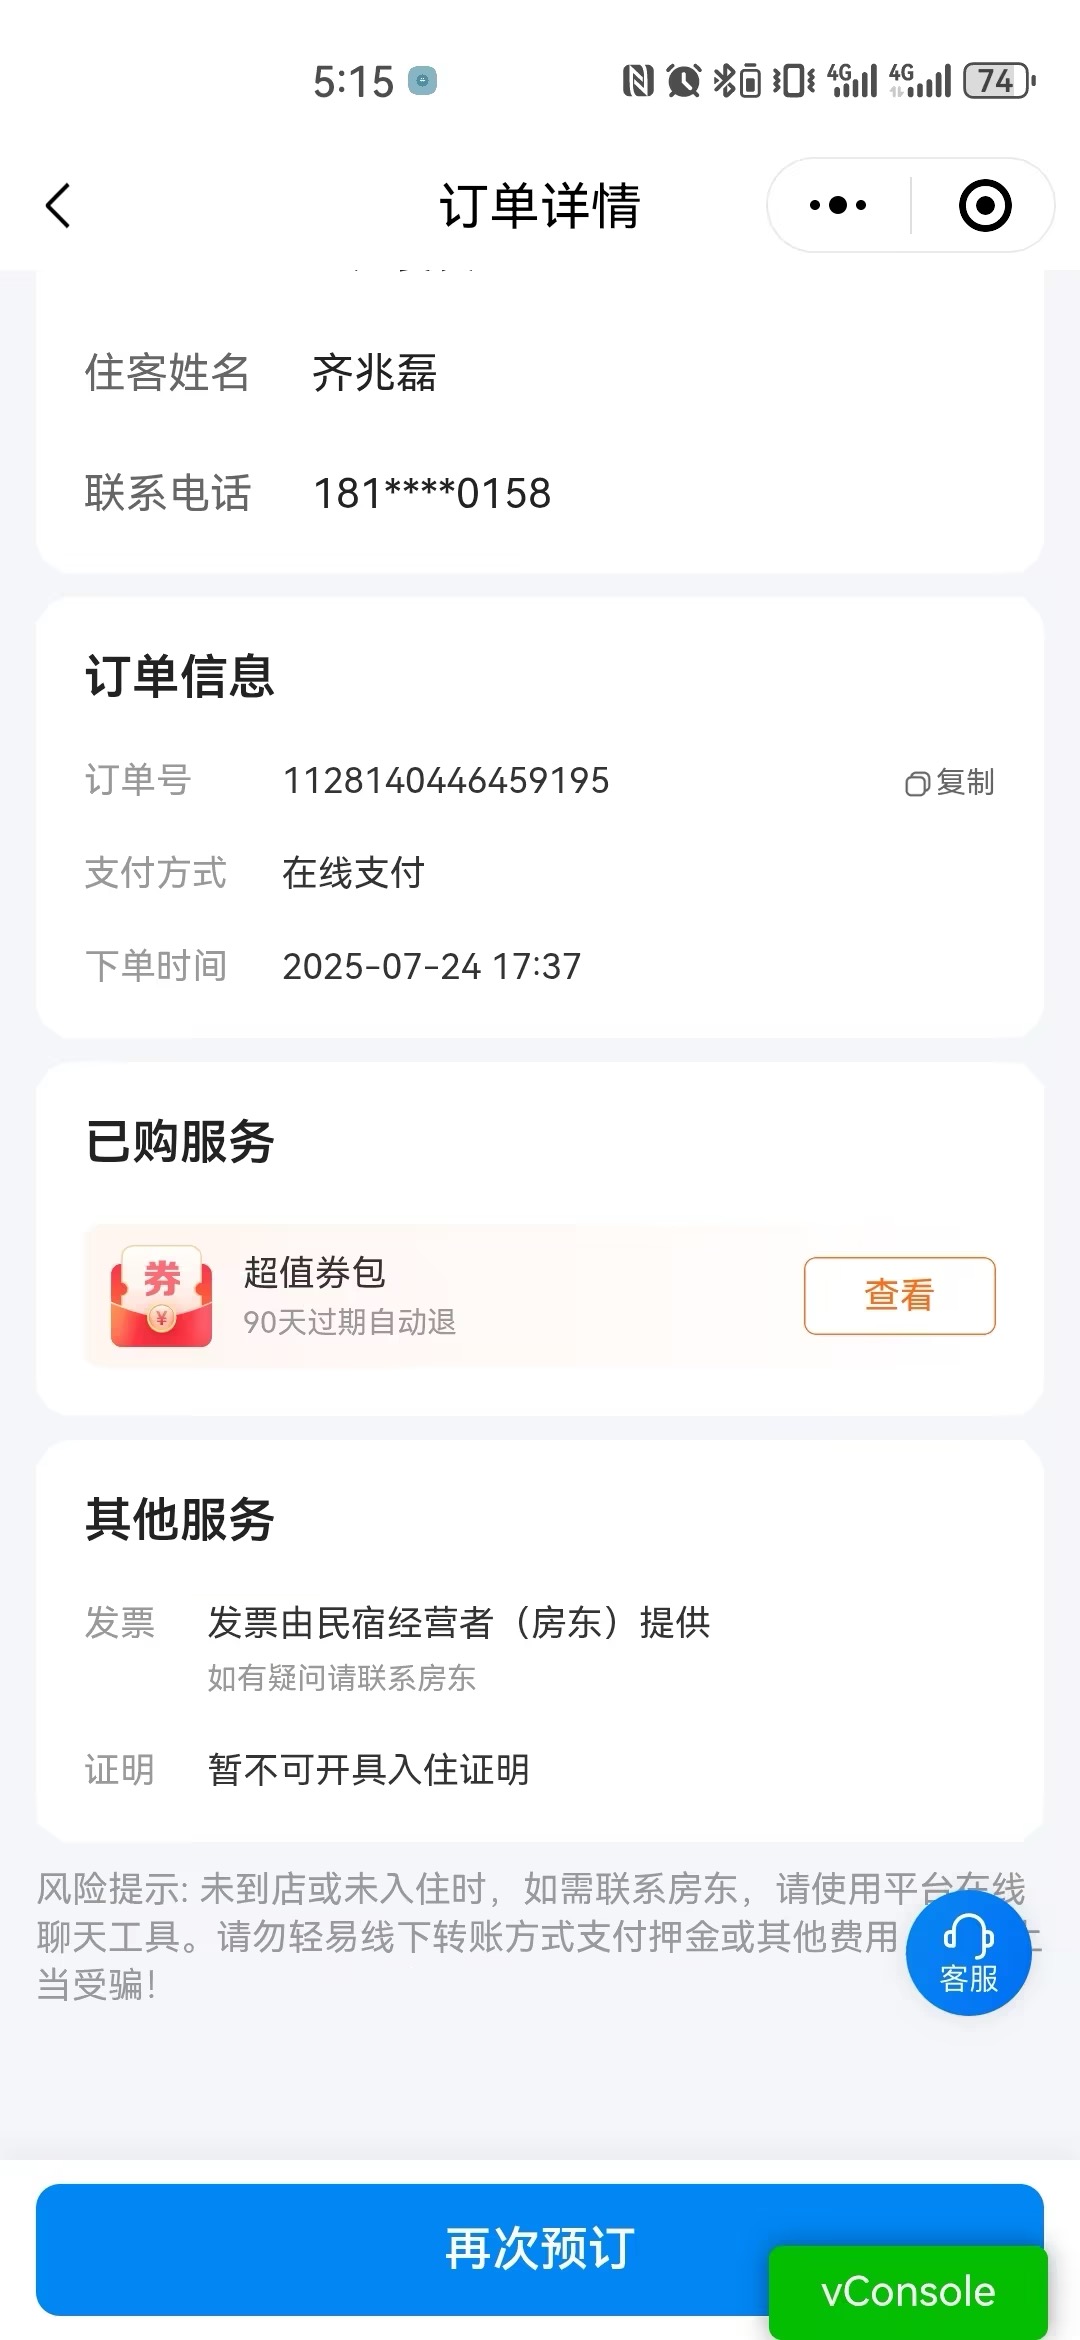 5:15
4G 4G 74
订单详情
住客姓名 齐兆磊
联系电话 181****0158
订单信息
订单号 1128140446459195 复制
支付方式 在线支付
下单时间 2025-07-24 17:37
已购服务
券
¥
超值券包
90天过期自动退
查看
其他服务
发票 发票由民宿经营者（房东）提供
如有疑问请联系房东
证明 暂不可开具入住证明
风险提示: 未到店或未入住时，如需联系房东，请使用平台在线
聊天工具。请勿轻易线下转账方式支付押金或其他费用
当受骗！
客服
再次预订
vConsole